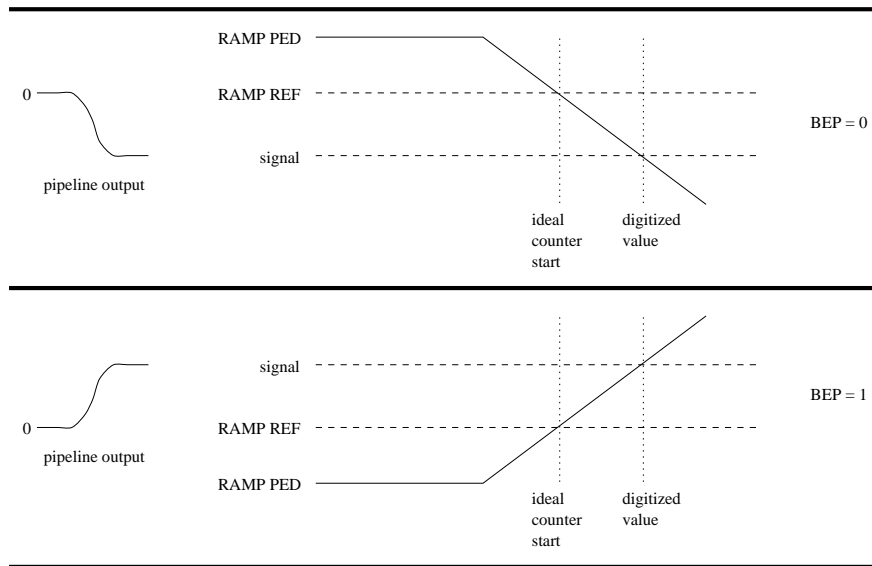 RAMP PED
0
RAMP REF
BEP = 0
signal
pipeline output
ideal
counter
start
digitized
value
signal
BEP = 1
0
RAMP REF
pipeline output
RAMP PED
ideal
counter
start
digitized
value